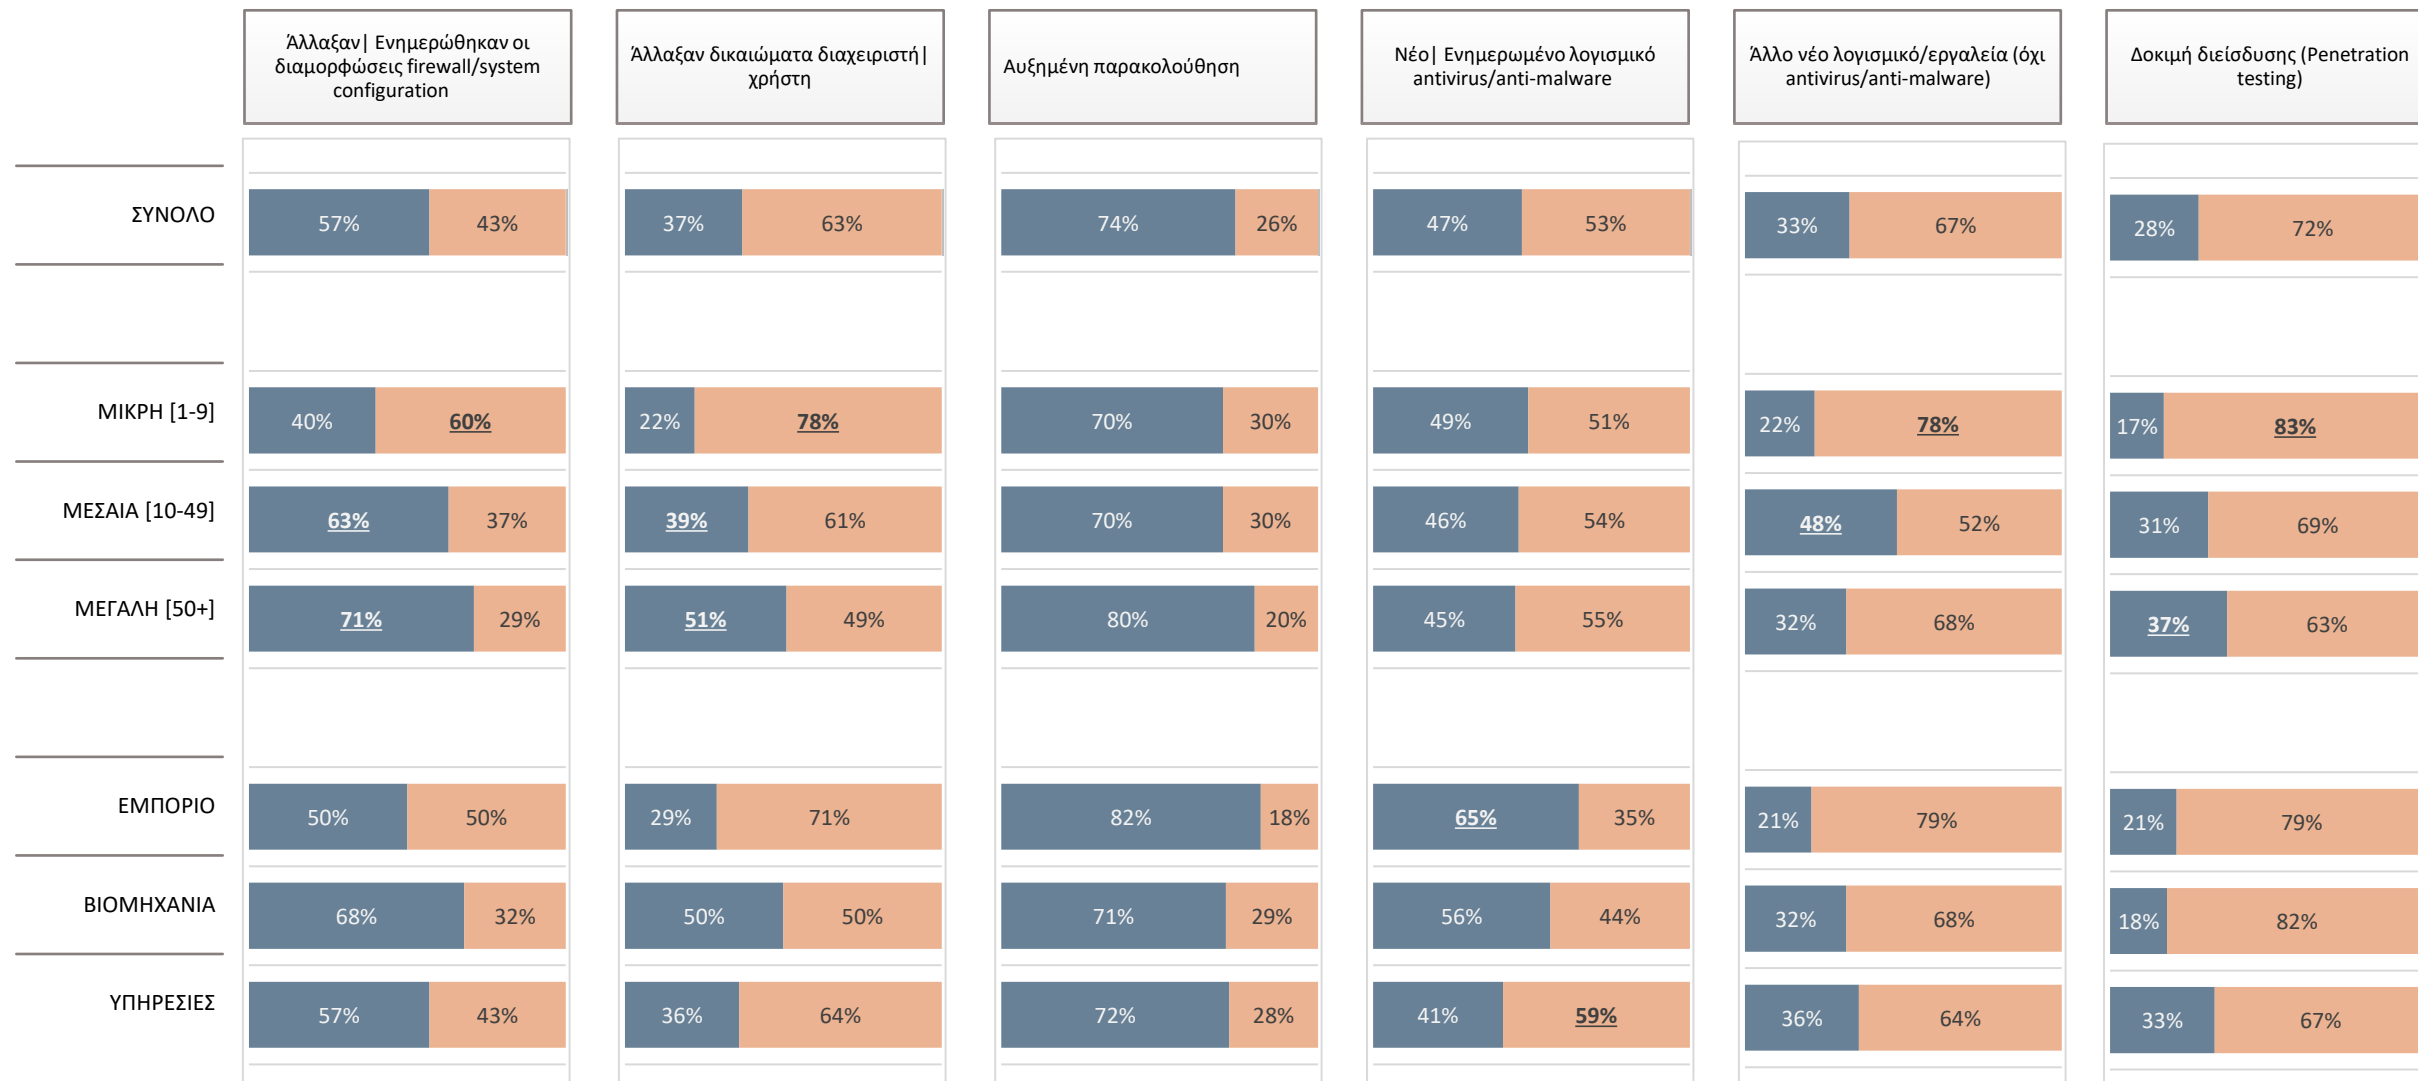 Άλλαξαν| Ενημερώθηκαν οι
διαμορφώσεις firewall/system
configuration
Άλλαξαν δικαιώματα διαχειριστή|
χρήστη
Αυξημένη παρακολούθηση
Νέο| Ενημερωμένο λογισμικό
antivirus/anti-malware
Άλλο νέο λογισμικό/εργαλεία (όχι
antivirus/anti-malware)
Δοκιμή διείσδυσης (Penetration
testing)
ΣΥΝΟΛΟ 57% 43% 37% 63% 74% 26% 47% 53% 33% 67% 28% 72%
ΜΙΚΡΗ [1-9] 40% 60% 22% 78% 70% 30% 49% 51% 22% 78% 17% 83%
ΜΕΣΑΙΑ [10-49] 63% 37% 39% 61% 70% 30% 46% 54% 48% 52% 31% 69%
ΜΕΓΑΛΗ [50+] 71% 29% 51% 49% 80% 20% 45% 55% 32% 68% 37% 63%
ΕΜΠΟΡΙΟ 50% 50% 29% 71% 82% 18% 65% 35% 21% 79% 21% 79%
ΒΙΟΜΗΧΑΝΙΑ 68% 32% 50% 50% 71% 29% 56% 44% 32% 68% 18% 82%
ΥΠΗΡΕΣΙΕΣ 57% 43% 36% 64% 72% 28% 41% 59% 36% 64% 33% 67%